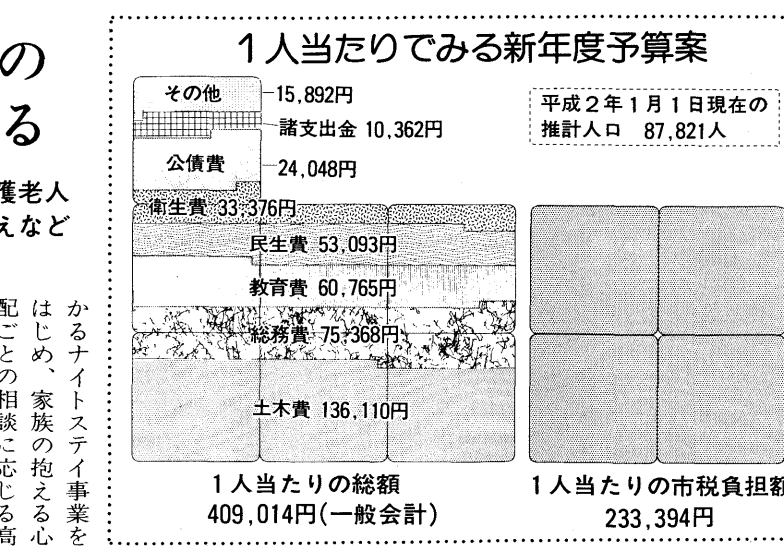 の
る
護老人
えなど
かるナイトステイ事業を
はじめ、家族の抱える心
配ごとの相談に応じる高
1人当たりでみる新年度予算案
平成2年1月1日現在の
推計人口 87,821人
その他 15,892円
諸支出金 10,362円
公債費 24,048円
衛生費 33,376円
民生費 53,093円
教育費 60,765円
総務費 75,368円
土木費 136,110円
1人当たりの総額
409,014円(一般会計)
1人当たりの市税負担額
233,394円